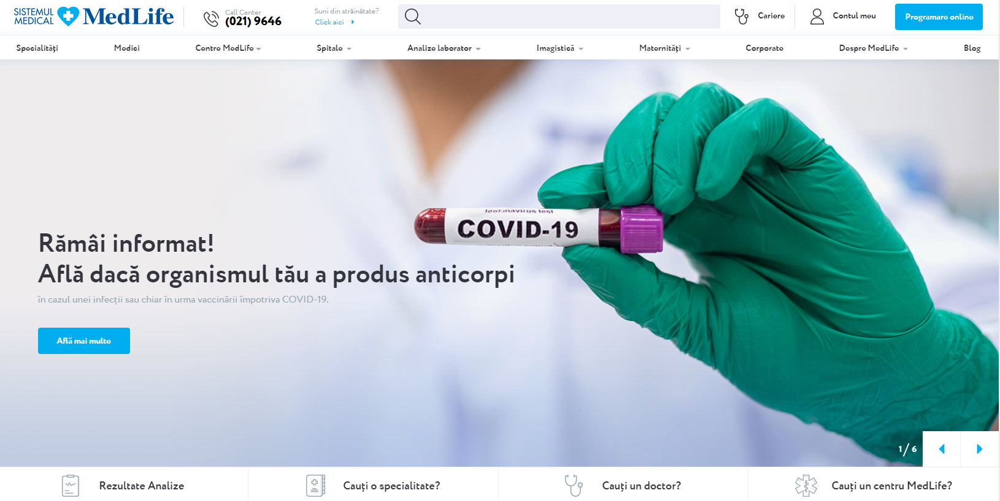 SISTEMUL
MEDICAL
MedLife
Call Center
(021) 9646
Suni din străinătate?
Click aici
Cariere
Contul meu
Programare online
Specialități
Medici
Centre MedLife
Spitale
Analize laborator
Imagistică
Maternități
Corporate
Despre MedLife
Blog
COVID-19
Rămâi informat!
Află dacă organismul tău a produs anticorpi
în cazul unei infecții sau chiar în urma vaccinării împotriva COVID-19.
Află mai multe
1 / 6
Rezultate Analize
Cauți o specialitate?
Cauți un doctor?
Cauți un centru MedLife?